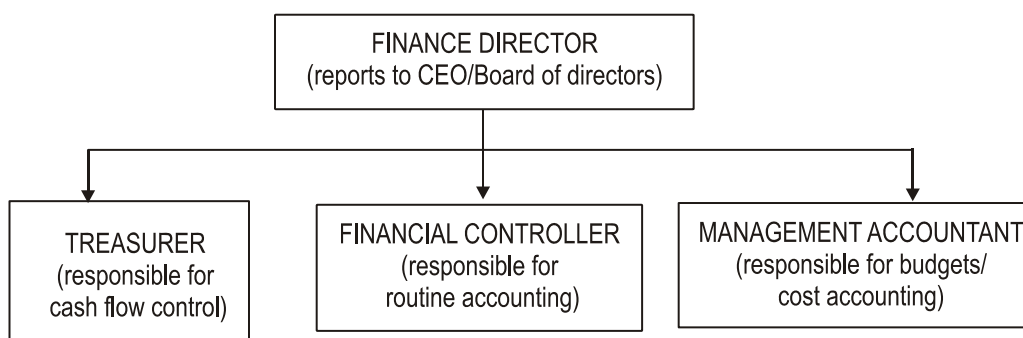 FINANCE DIRECTOR
(reports to CEO/Board of directors)
TREASURER
(responsible for
cash flow control)
FINANCIAL CONTROLLER
(responsible for
routine accounting)
MANAGEMENT ACCOUNTANT
(responsible for budgets/
cost accounting)